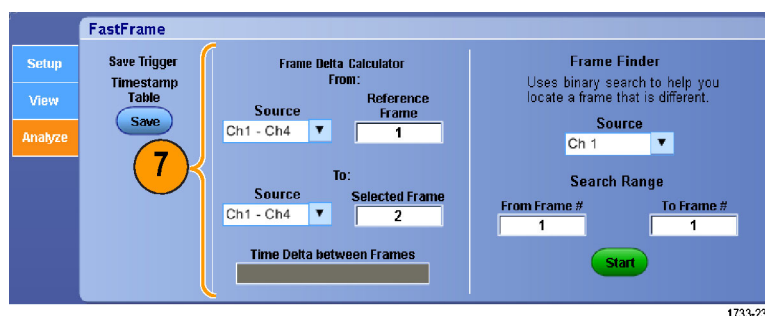 FastFrame
Setup
View
Analyze
Save Trigger
Timestamp
Table
Save
7
Frame Delta Calculator
From:
Source
Reference
Frame
Ch1 - Ch4
1
To:
Source
Selected Frame
Ch1 - Ch4
2
Time Delta between Frames
Frame Finder
Uses binary search to help you
locate a frame that is different.
Source
Ch 1
Search Range
From Frame #
To Frame #
1
1
Start
1733-23